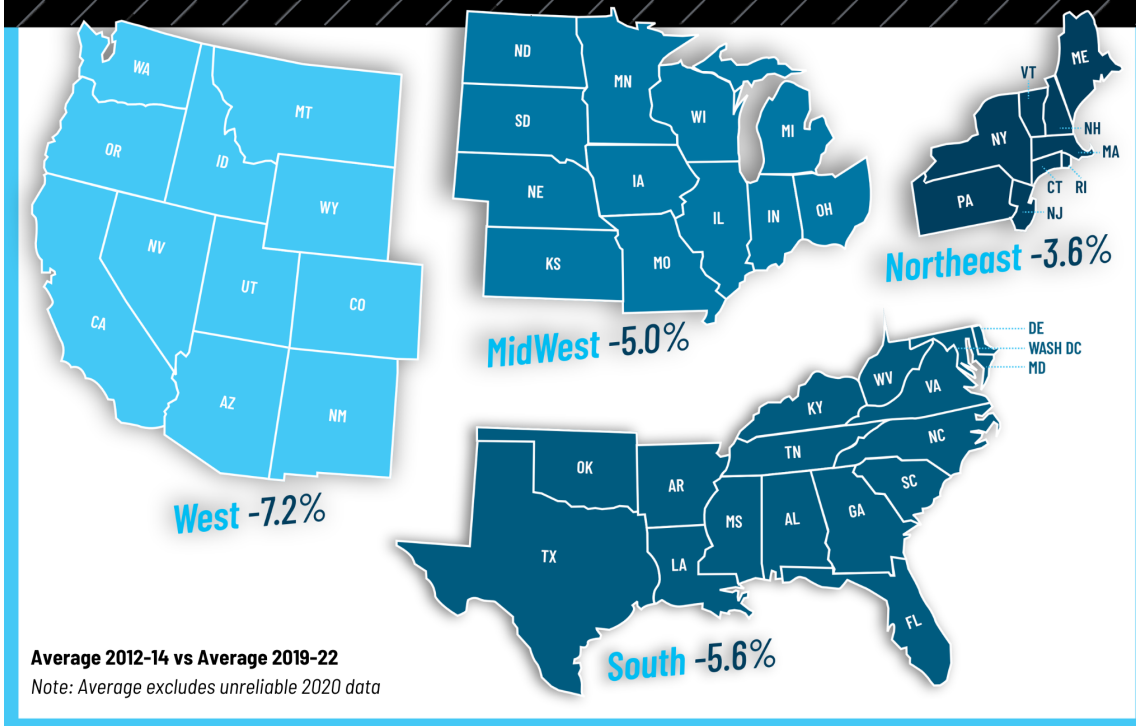 WA
MT
OR
ID
WY
NV
UT
CO
CA
AZ
NM
West -7.2%
ND
MN
SD
WI
MI
NE
IA
IL
IN
OH
KS
MO
MidWest -5.0%
ME
VT
NY
NH
MA
CT
RI
PA
NJ
Northeast -3.6%
DE
WASH DC
MD
WV
VA
KY
NC
TN
OK
AR
SC
MS
AL
GA
TX
LA
FL
South -5.6%
Average 2012-14 vs Average 2019-22
Note: Average excludes unreliable 2020 data